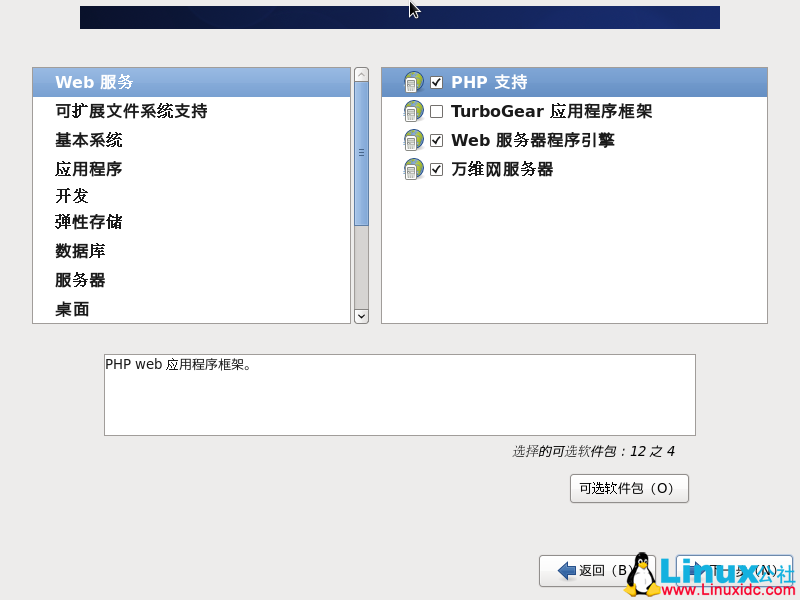 Web 服务
可扩展文件系统支持
基本系统
应用程序
开发
弹性存储
数据库
服务器
桌面
PHP 支持
TurboGear 应用程序框架
Web 服务器程序引擎
万维网服务器
PHP web 应用程序框架。
选择的可选软件包：12 之 4
可选软件包（O）
返回（B）
下一步（N）
Linux公社
www.Linuxidc.com